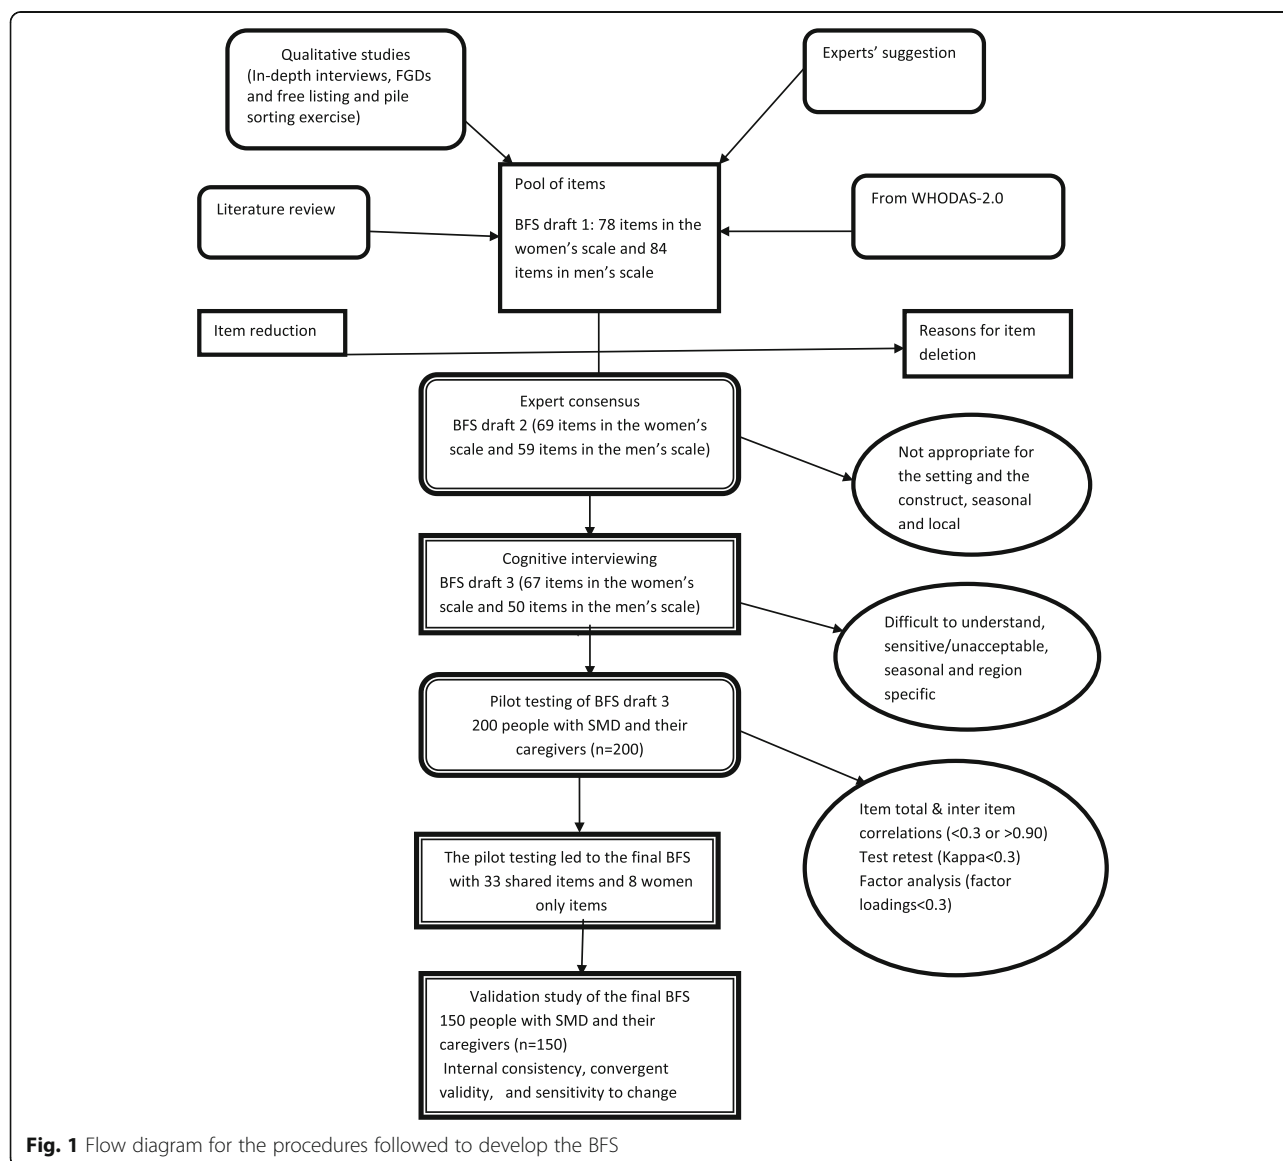 Qualitative studies
(In-depth interviews, FGDs
and free listing and pile
sorting exercise)
Experts’ suggestion
Literature review
Pool of items
BFS draft 1: 78 items in the
women’s scale and 84
items in men’s scale
From WHODAS-2.0
Item reduction
Reasons for item
deletion
Expert consensus
BFS draft 2 (69 items in the women’s
scale and 59 items in the men’s scale)
Not appropriate for
the setting and the
construct, seasonal
and local
Cognitive interviewing
BFS draft 3 (67 items in the women’s
scale and 50 items in the men’s scale)
Difficult to understand,
sensitive/unacceptable,
seasonal and region
specific
Pilot testing of BFS draft 3
200 people with SMD and their
caregivers (n=200)
Item total & inter item
correlations (<0.3 or >0.90)
Test retest (Kappa<0.3)
Factor analysis (factor
loadings<0.3)
The pilot testing led to the final BFS
with 33 shared items and 8 women
only items
Validation study of the final BFS
150 people with SMD and their
caregivers (n=150)
Internal consistency, convergent
validity, and sensitivity to change
Fig. 1 Flow diagram for the procedures followed to develop the BFS